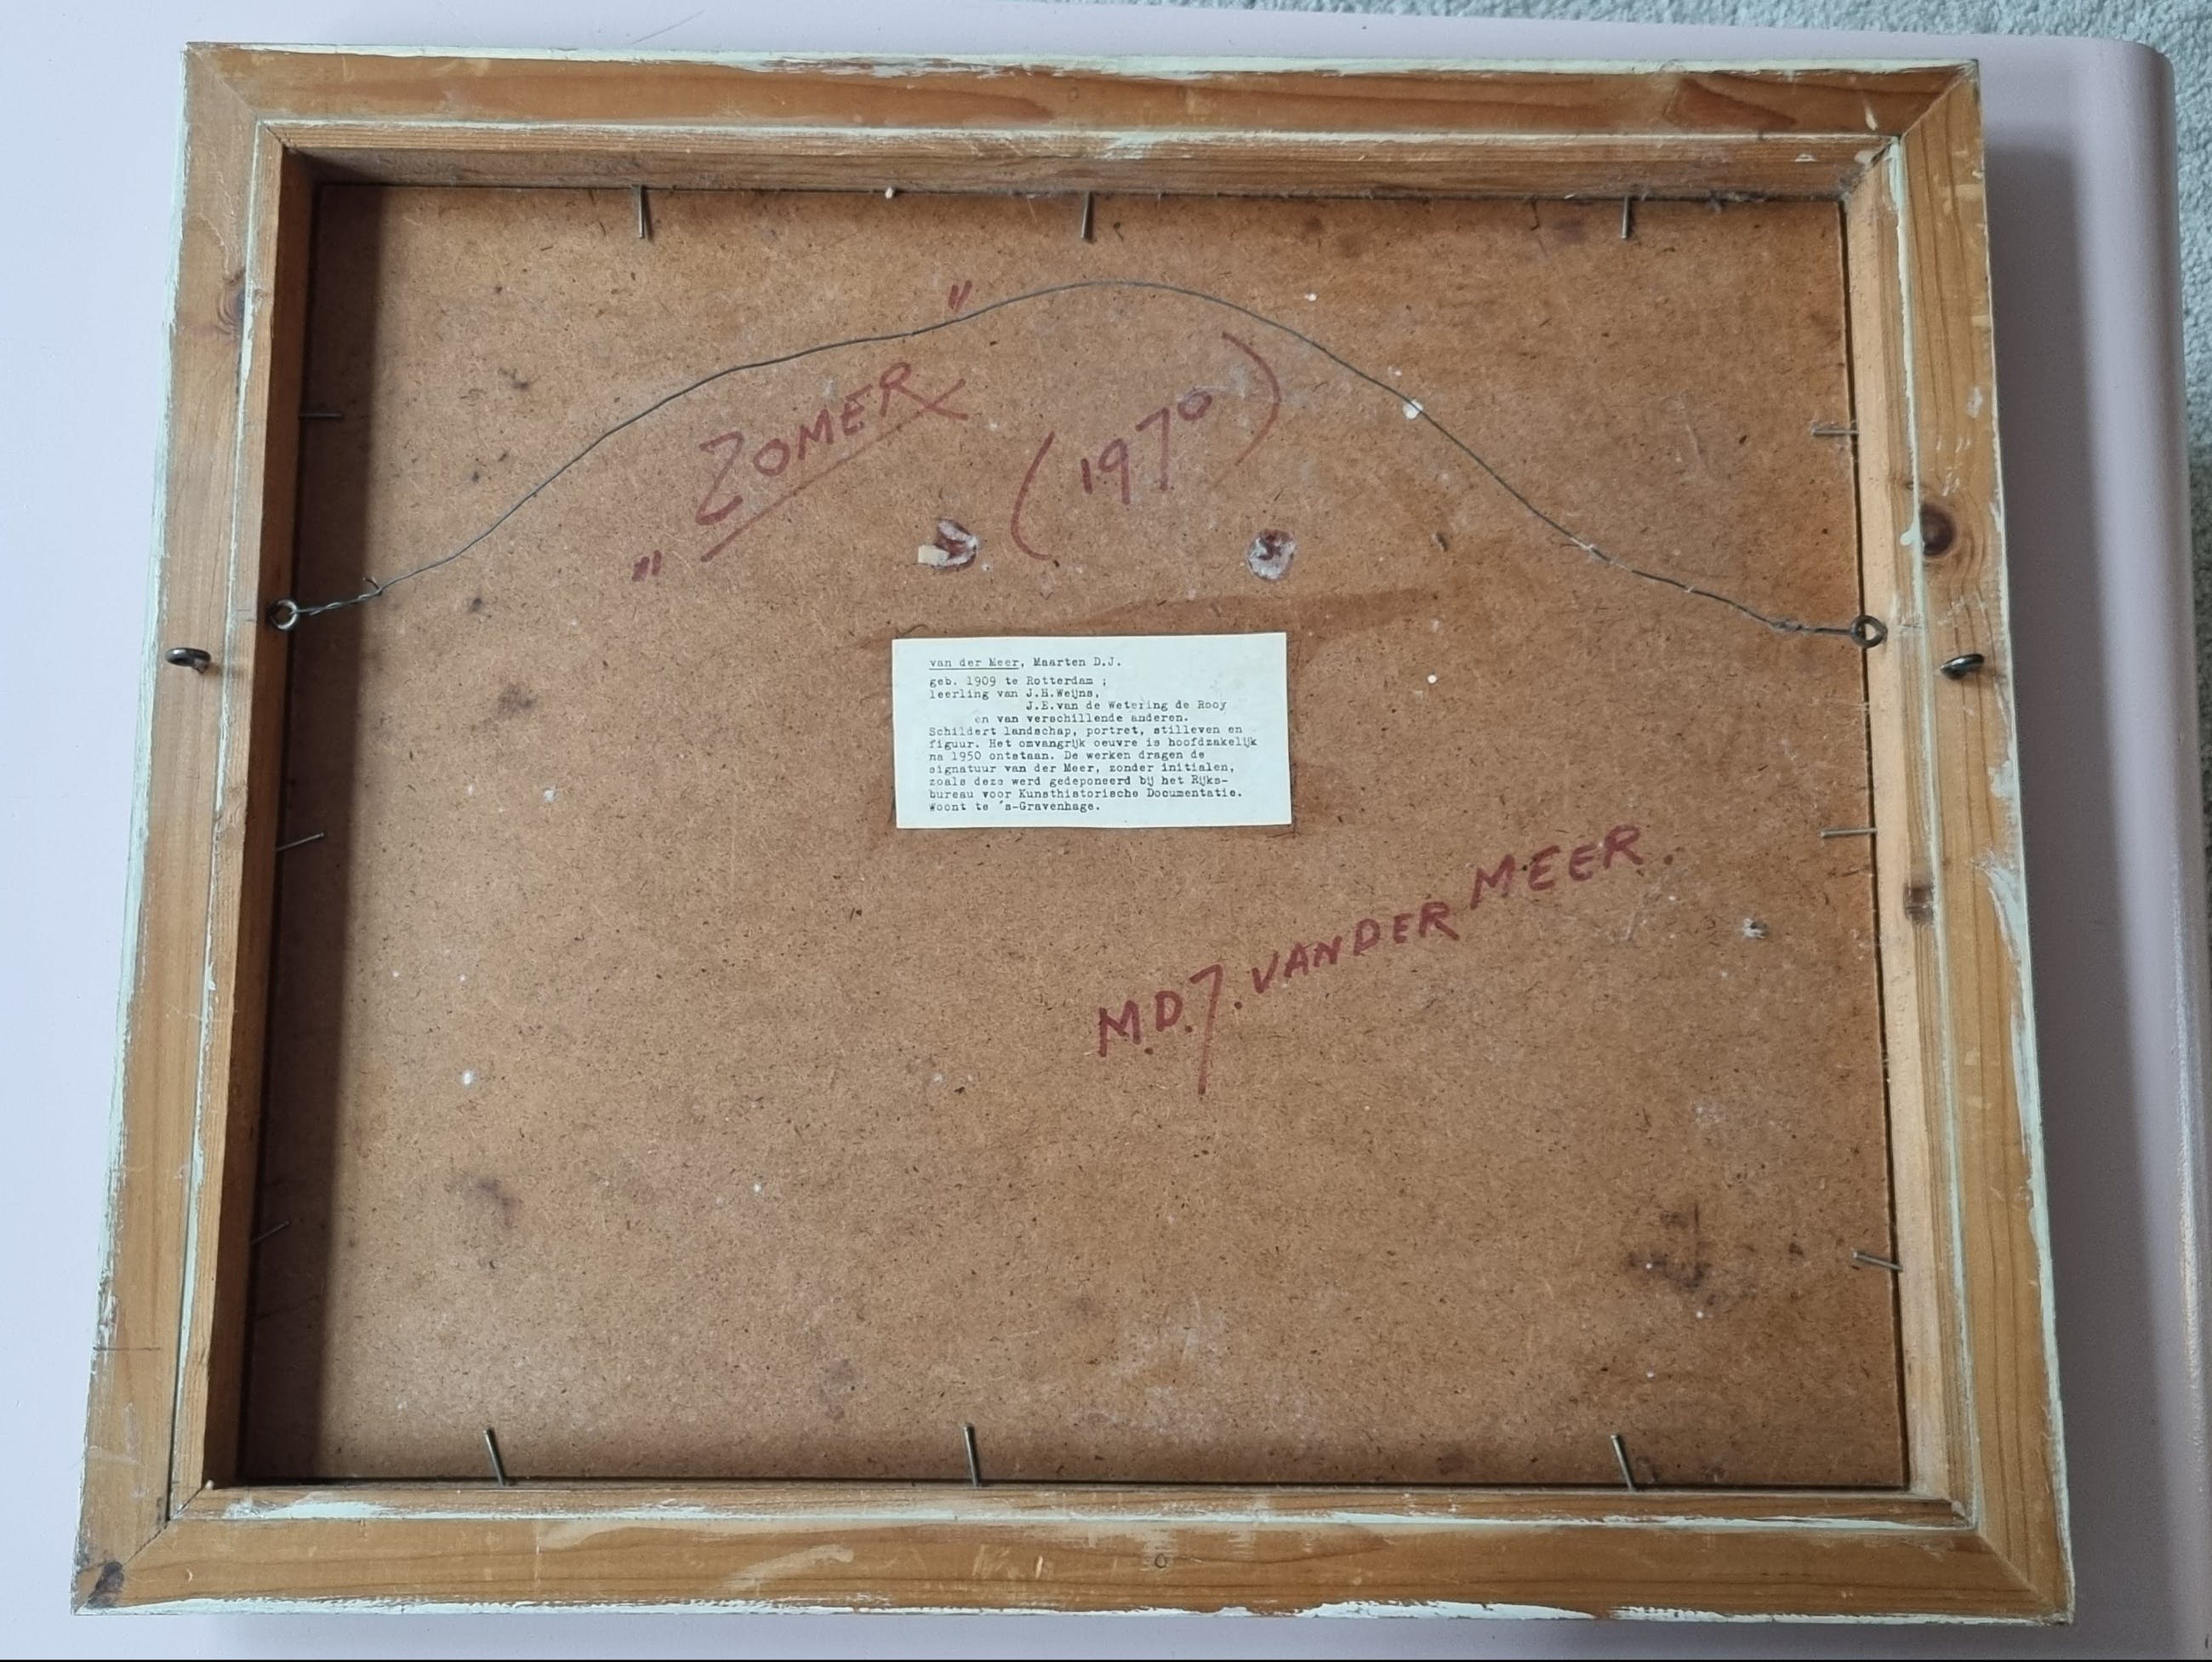 "ZOMER"
(1970)
van der Meer, Maarten D.J.
geb. 1909 te Rotterdam ;
leerling van J.H.Weijns,
J.E.van de Wetering de Rooy
en van verschillende anderen.
Schildert landschap, portret, stilleven en
figuur. Het omvangrijk oeuvre is hoofdzakelijk
na 1950 ontstaan. De werken dragen de
signatuur van der Meer, zonder initialen,
zoals deze werd gedeponeerd bij het Rijks-
bureau voor Kunsthistorische Documentatie.
Woont te 's-Gravenhage.
M.D.J. VAN DER MEER.